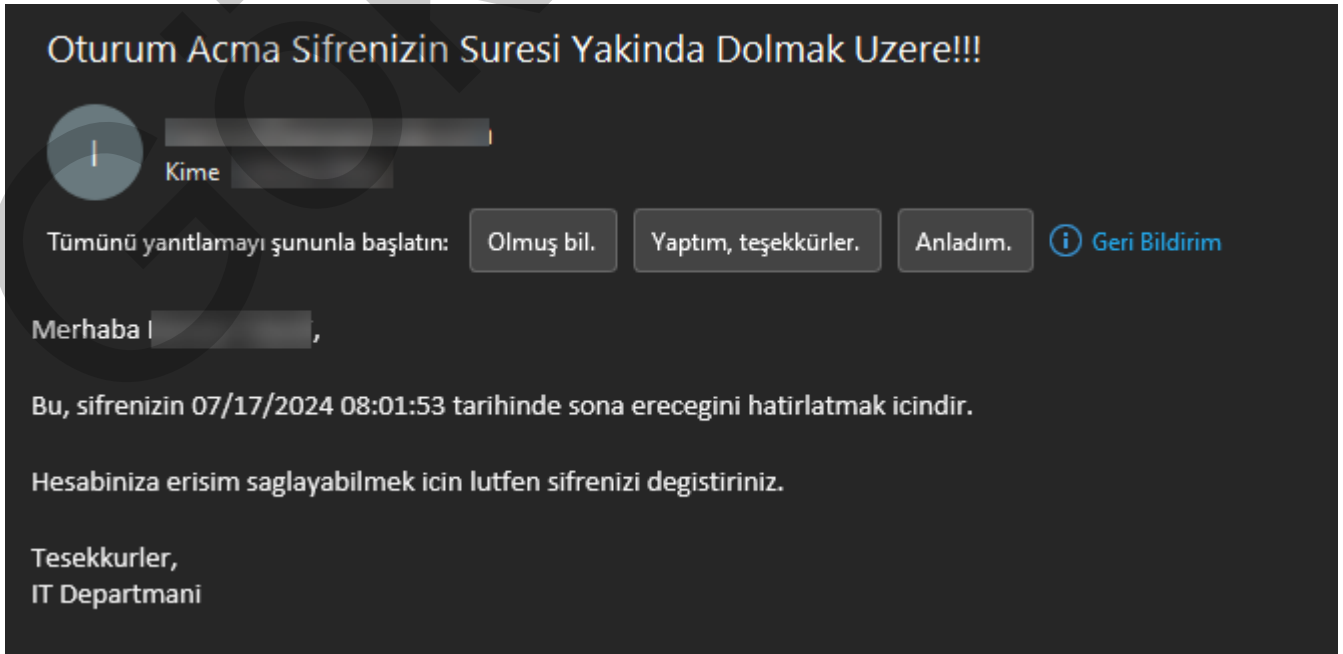 Oturum Acma Sifrenizin Suresi Yakinda Dolmak Uzere!!!
I
Kime
Tümünü yanıtlamayı şununla başlatın: Olmuş bil. Yaptım, teşekkürler. Anladım. Geri Bildirim
Merhaba ,
Bu, sifrenizin 07/17/2024 08:01:53 tarihinde sona erecegini hatirlatmak icindir.
Hesabiniza erisim saglayabilmek icin lutfen sifrenizi degistiriniz.
Tesekkurler,
IT Departmani